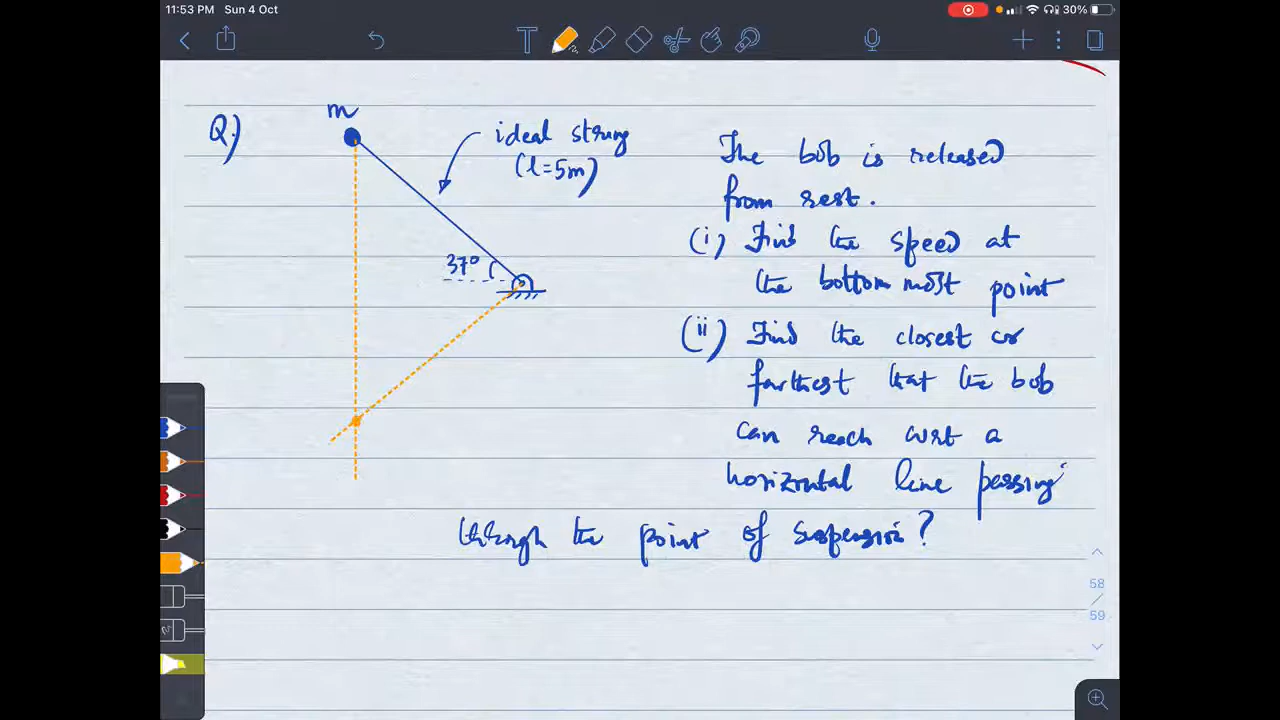 11:53 PM Sun 4 Oct
30%
Q.)
m
ideal string
(l=5m)
37°
The bob is released
from rest.
(i) Find the speed at
the bottom most point
(ii) Find the closest or
farthest that the bob
can reach wrt a
horizontal line passing
through the point of suspension?
58
59